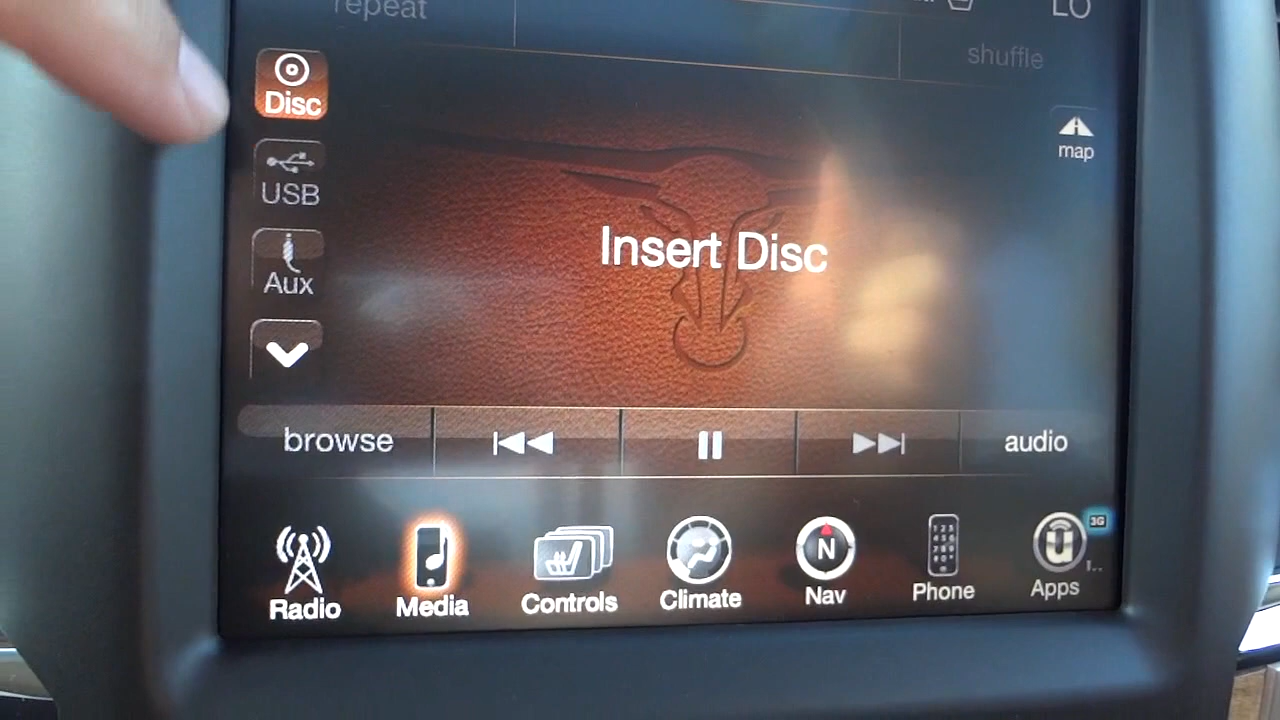 repeat
LO
shuffle
Disc
map
USB
Insert Disc
Aux
browse
audio
3G
N
Radio
Media
Controls
Climate
Nav
Phone
Apps